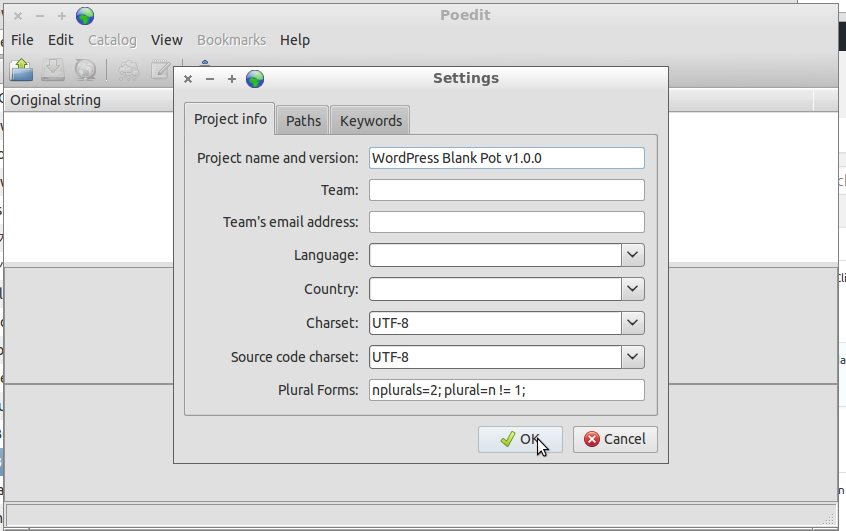 Poedit
File Edit Catalog View Bookmarks Help
Settings
Original string
Project info Paths Keywords
Project name and version: WordPress Blank Pot v1.0.0
Team:
Team's email address:
Language:
Country:
Charset: UTF-8
Source code charset: UTF-8
Plural Forms: nplurals=2; plural=n != 1;
OK Cancel